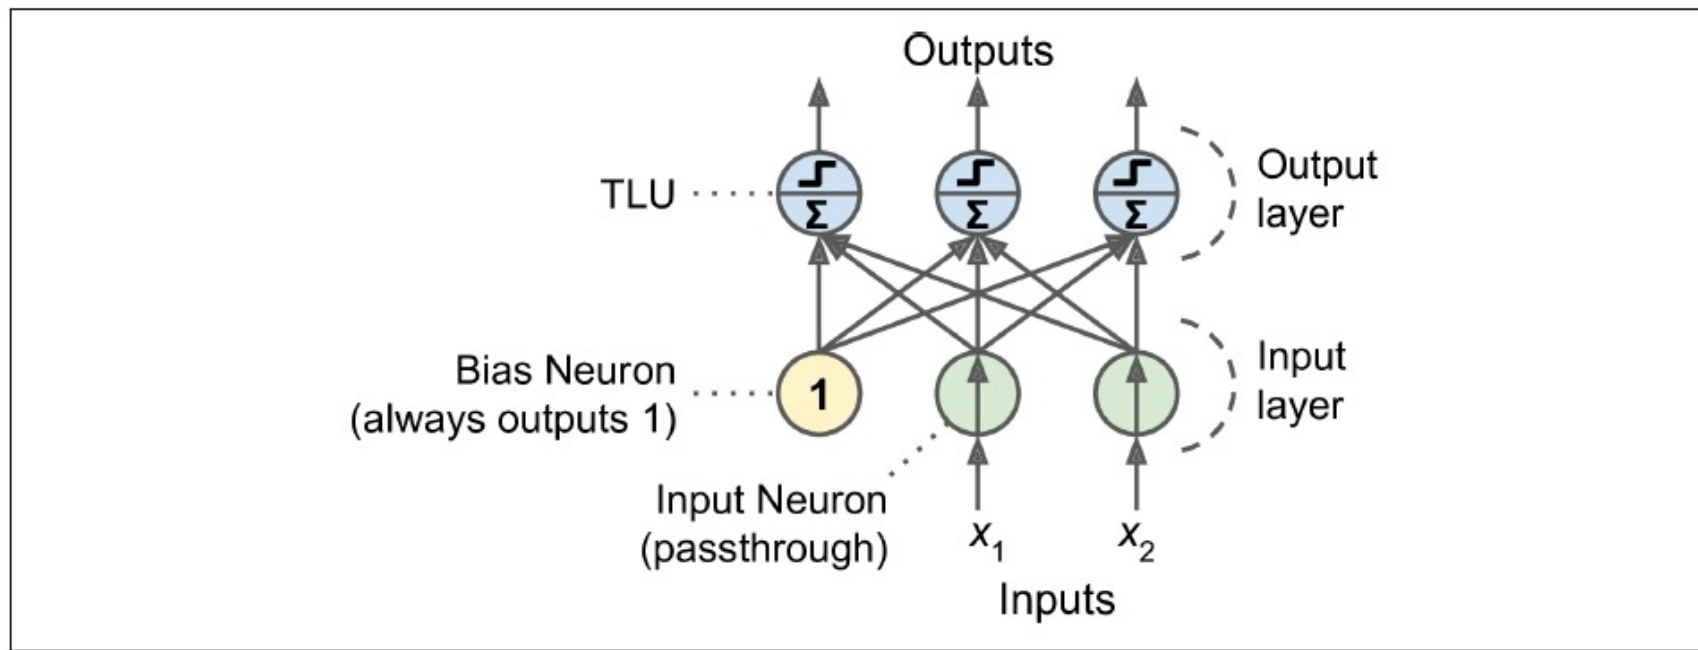 Outputs
TLU
Σ
Σ
Σ
Output
layer
Bias Neuron
(always outputs 1)
1
Input
layer
Input Neuron
(passthrough)
x₁
x₂
Inputs